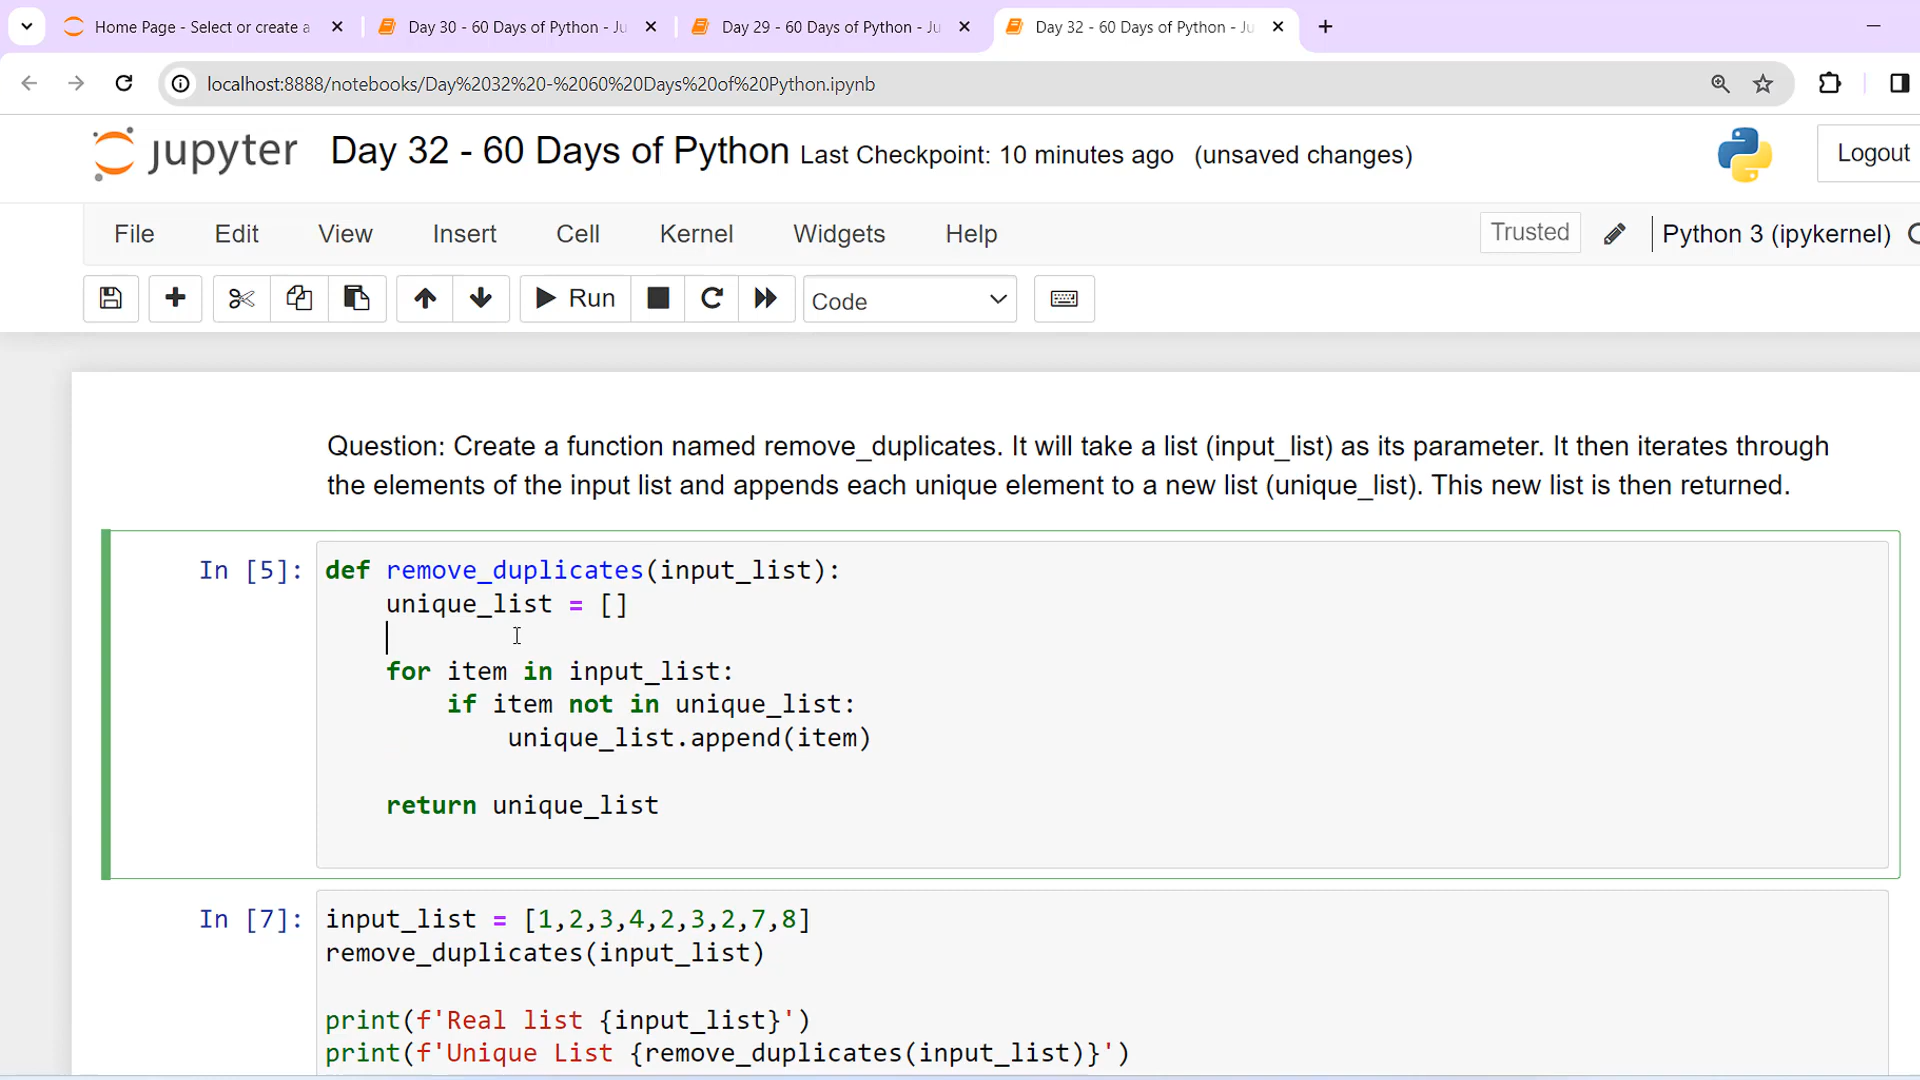 Home Page - Select or create a
Day 30 - 60 Days of Python - Ju
Day 29 - 60 Days of Python - Ju
Day 32 - 60 Days of Python - Ju
localhost:8888/notebooks/Day%2032%20-%2060%20Days%20of%20Python.ipynb
jupyter Day 32 - 60 Days of Python Last Checkpoint: 10 minutes ago (unsaved changes) Logout
File Edit View Insert Cell Kernel Widgets Help Trusted Python 3 (ipykernel)
Run Code
Question: Create a function named remove_duplicates. It will take a list (input_list) as its parameter. It then iterates through
the elements of the input list and appends each unique element to a new list (unique_list). This new list is then returned.
In [5]: def remove_duplicates(input_list):
    unique_list = []
    for item in input_list:
        if item not in unique_list:
            unique_list.append(item)
    return unique_list
In [7]: input_list = [1,2,3,4,2,3,2,7,8]
remove_duplicates(input_list)
print(f'Real list {input_list}')
print(f'Unique List {remove_duplicates(input_list)}')